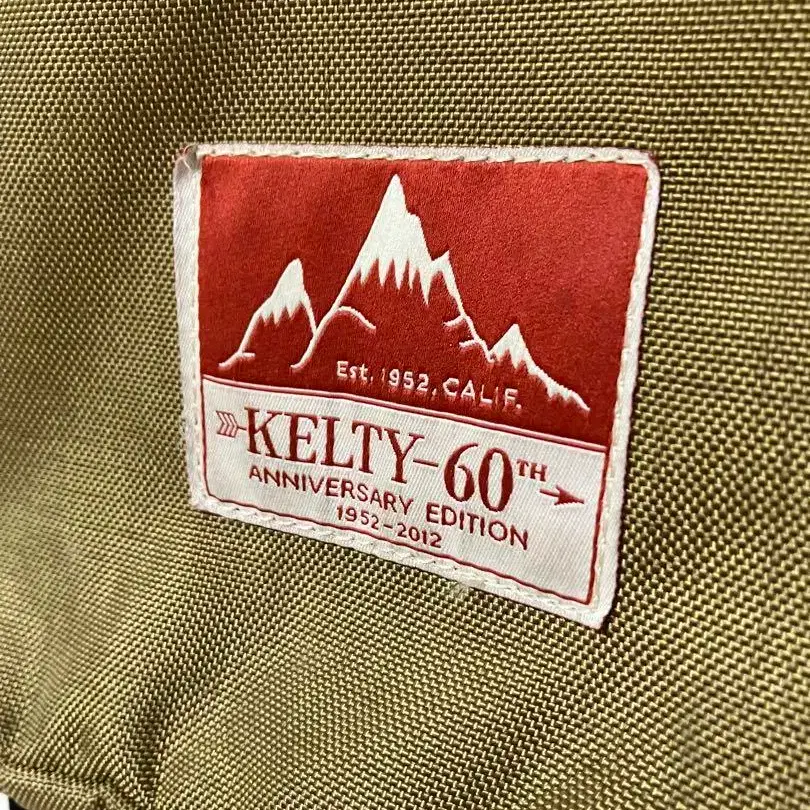 Est. 1952, CALIF.
KELTY-60TH
ANNIVERSARY EDITION
1952-2012